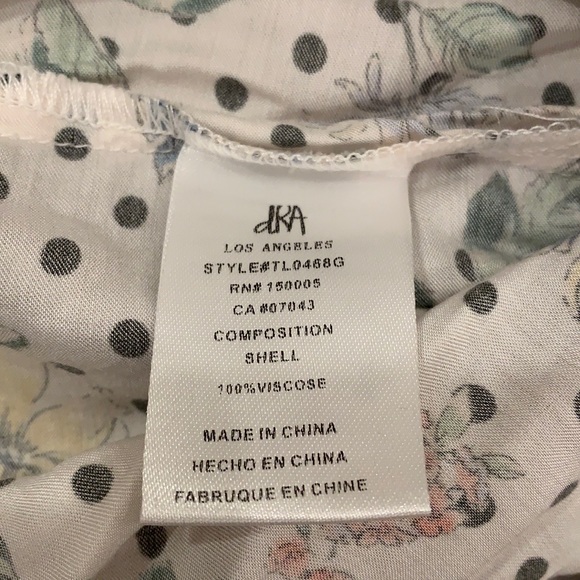 dRA
LOS ANGELES
STYLE#TL0468G
RN# 150005
CA #07043
COMPOSITION
SHELL
100%VISCOSE
MADE IN CHINA
HECHO EN CHINA
FABRUQUE EN CHINE